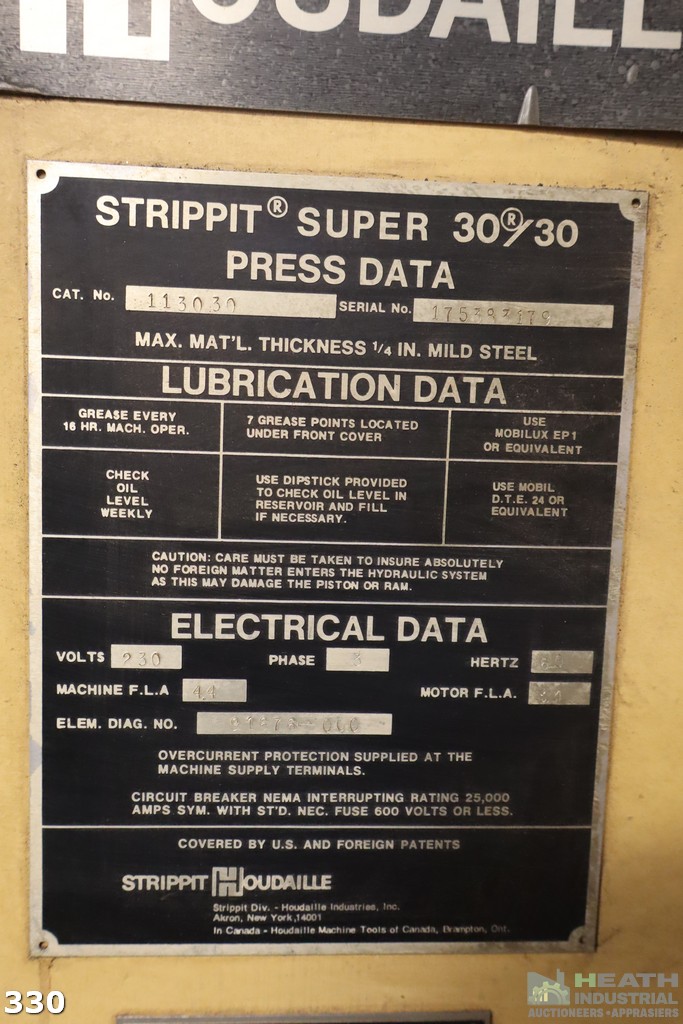 HOUDAILLE
STRIPPIT® SUPER 30®/30
PRESS DATA
CAT. No. 113030 SERIAL No.
MAX. MAT'L. THICKNESS 1/4 IN. MILD STEEL
LUBRICATION DATA
GREASE EVERY
16 HR. MACH. OPER.
7 GREASE POINTS LOCATED
UNDER FRONT COVER
USE
MOBILUX EP1
OR EQUIVALENT
CHECK
OIL
LEVEL
WEEKLY
USE DIPSTICK PROVIDED
TO CHECK OIL LEVEL IN
RESERVOIR AND FILL
IF NECESSARY.
USE MOBIL
D.T.E. 24 OR
EQUIVALENT
CAUTION: CARE MUST BE TAKEN TO INSURE ABSOLUTELY
NO FOREIGN MATTER ENTERS THE HYDRAULIC SYSTEM
AS THIS MAY DAMAGE THE PISTON OR RAM.
ELECTRICAL DATA
VOLTS 230 PHASE 3 HERTZ
MACHINE F.L.A 44 MOTOR F.L.A.
ELEM. DIAG. NO.
OVERCURRENT PROTECTION SUPPLIED AT THE
MACHINE SUPPLY TERMINALS.
CIRCUIT BREAKER NEMA INTERRUPTING RATING 25,000
AMPS SYM. WITH ST'D. NEC. FUSE 600 VOLTS OR LESS.
COVERED BY U.S. AND FOREIGN PATENTS
STRIPPIT HOUDAILLE
Strippit Div. - Houdaille Industries, Inc.
Akron, New York, 14001
In Canada - Houdaille Machine Tools of Canada, Brampton, Ont.
330
HEATH
INDUSTRIAL
AUCTIONEERS • APPRASIERS